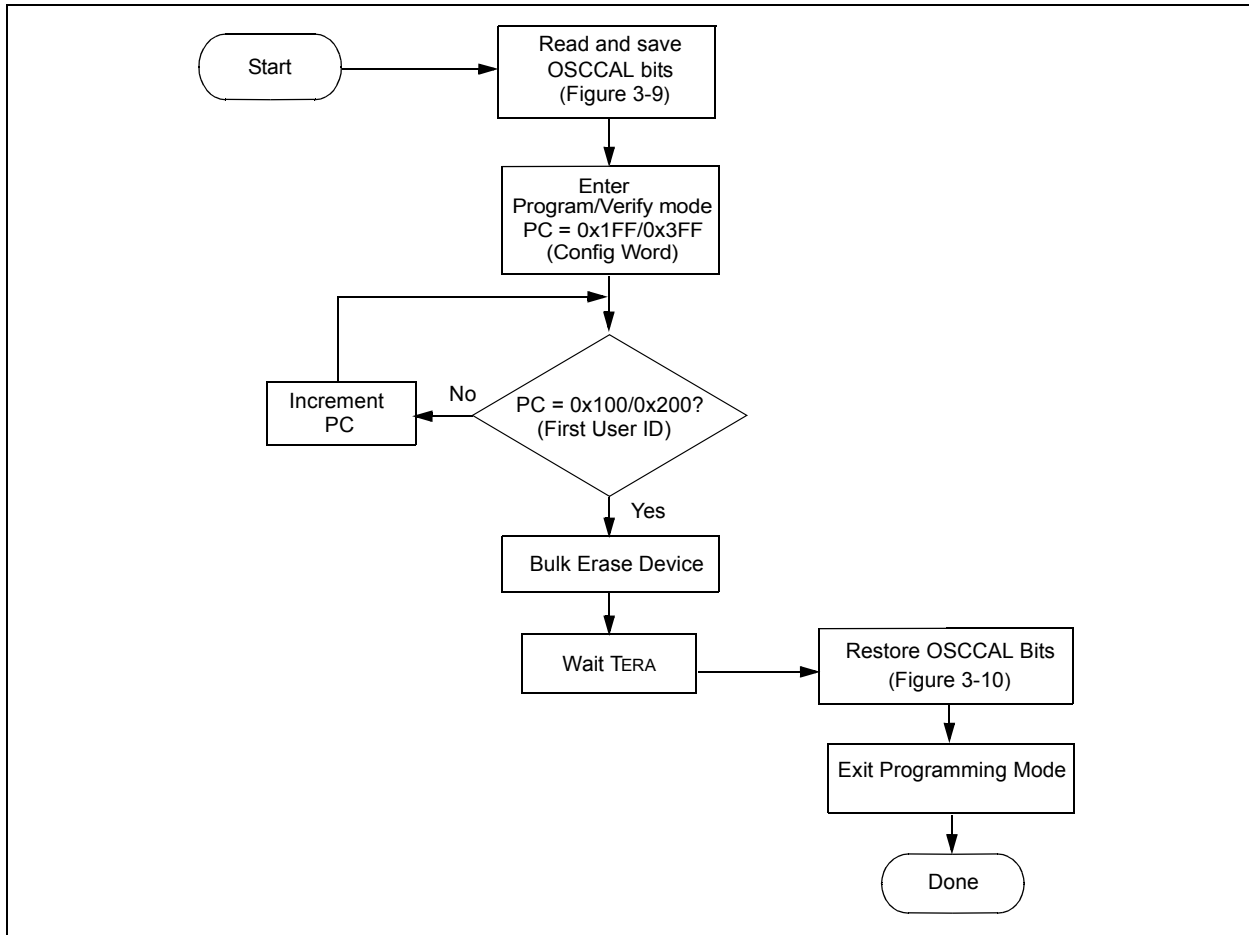 Start
Read and save
OSCCAL bits
(Figure 3-9)
Enter
Program/Verify mode
PC = 0x1FF/0x3FF
(Config Word)
No
Increment
PC
PC = 0x100/0x200?
(First User ID)
Yes
Bulk Erase Device
Wait TERA
Restore OSCCAL Bits
(Figure 3-10)
Exit Programming Mode
Done